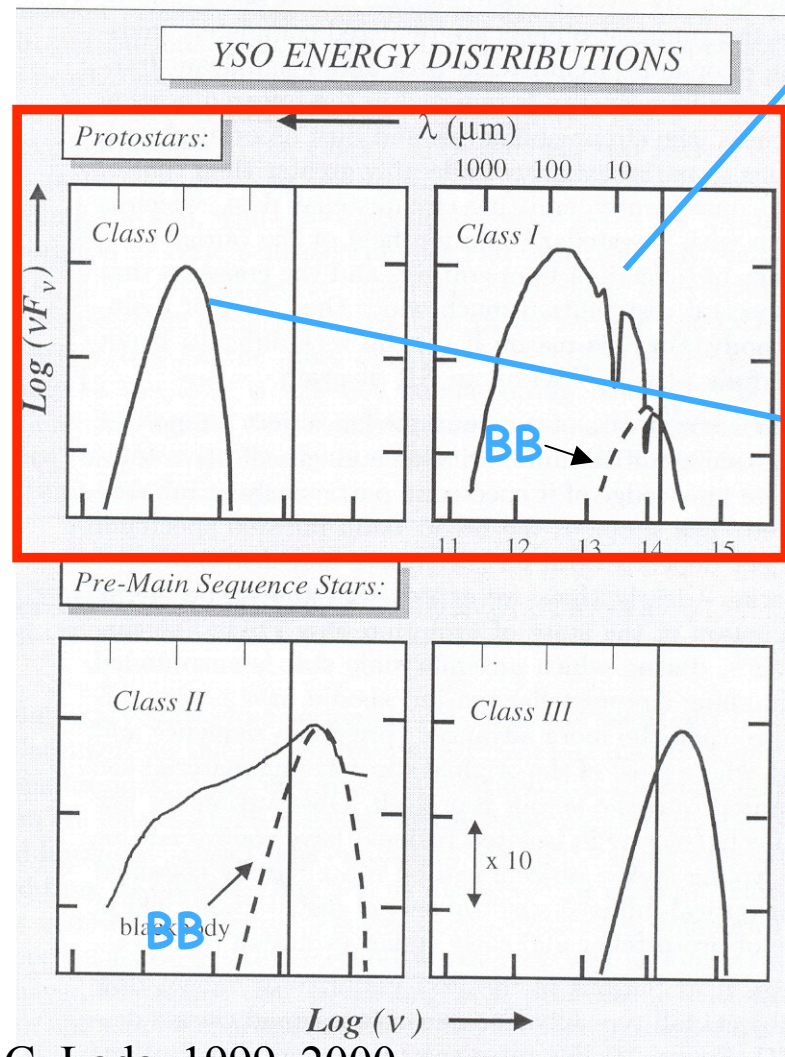 YSO ENERGY DISTRIBUTIONS
Protostars:
λ (μm)
1000 100 10
Class 0
Class I
Log (νFν)
BB
11 12 13 14 15
Pre-Main Sequence Stars:
Class II
Class III
x 10
blackbody
BB
Log (ν)
C. Lada 1999, 2000